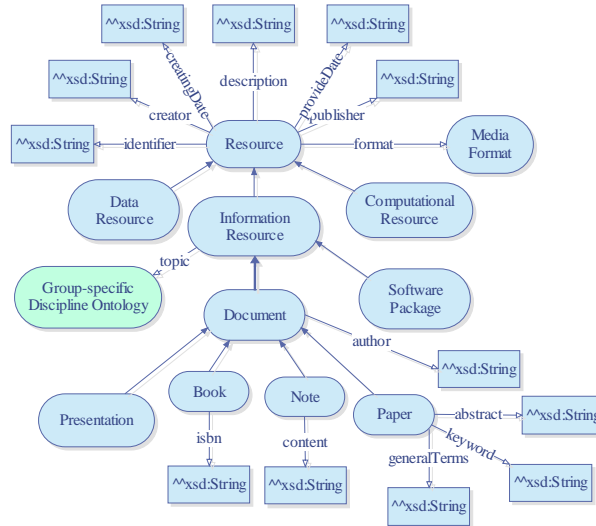 ^^xsd:String
^^xsd:String
^^xsd:String
creatingDate
description
provideDate
^^xsd:String
^^xsd:String
creator
publisher
^^xsd:String
identifier
Resource
format
Media
Format
Data
Resource
Information
Resource
Computational
Resource
topic
Group-specific
Discipline Ontology
Software
Package
Document
author
^^xsd:String
Presentation
Book
Note
Paper
abstract
^^xsd:String
isbn
content
generalTerms
keyword
^^xsd:String
^^xsd:String
^^xsd:String
^^xsd:String